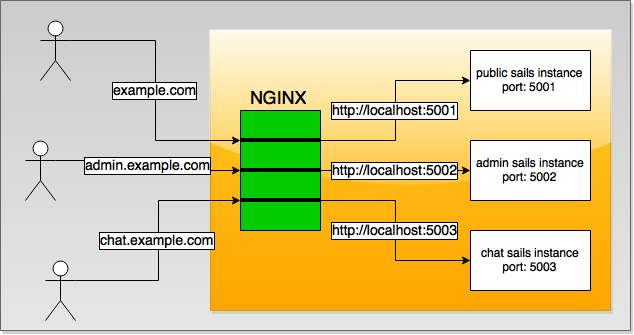 example.com
NGINX
http://localhost:5001
public sails instance
port: 5001
admin.example.com
http://localhost:5002
admin sails instance
port: 5002
chat.example.com
http://localhost:5003
chat sails instance
port: 5003